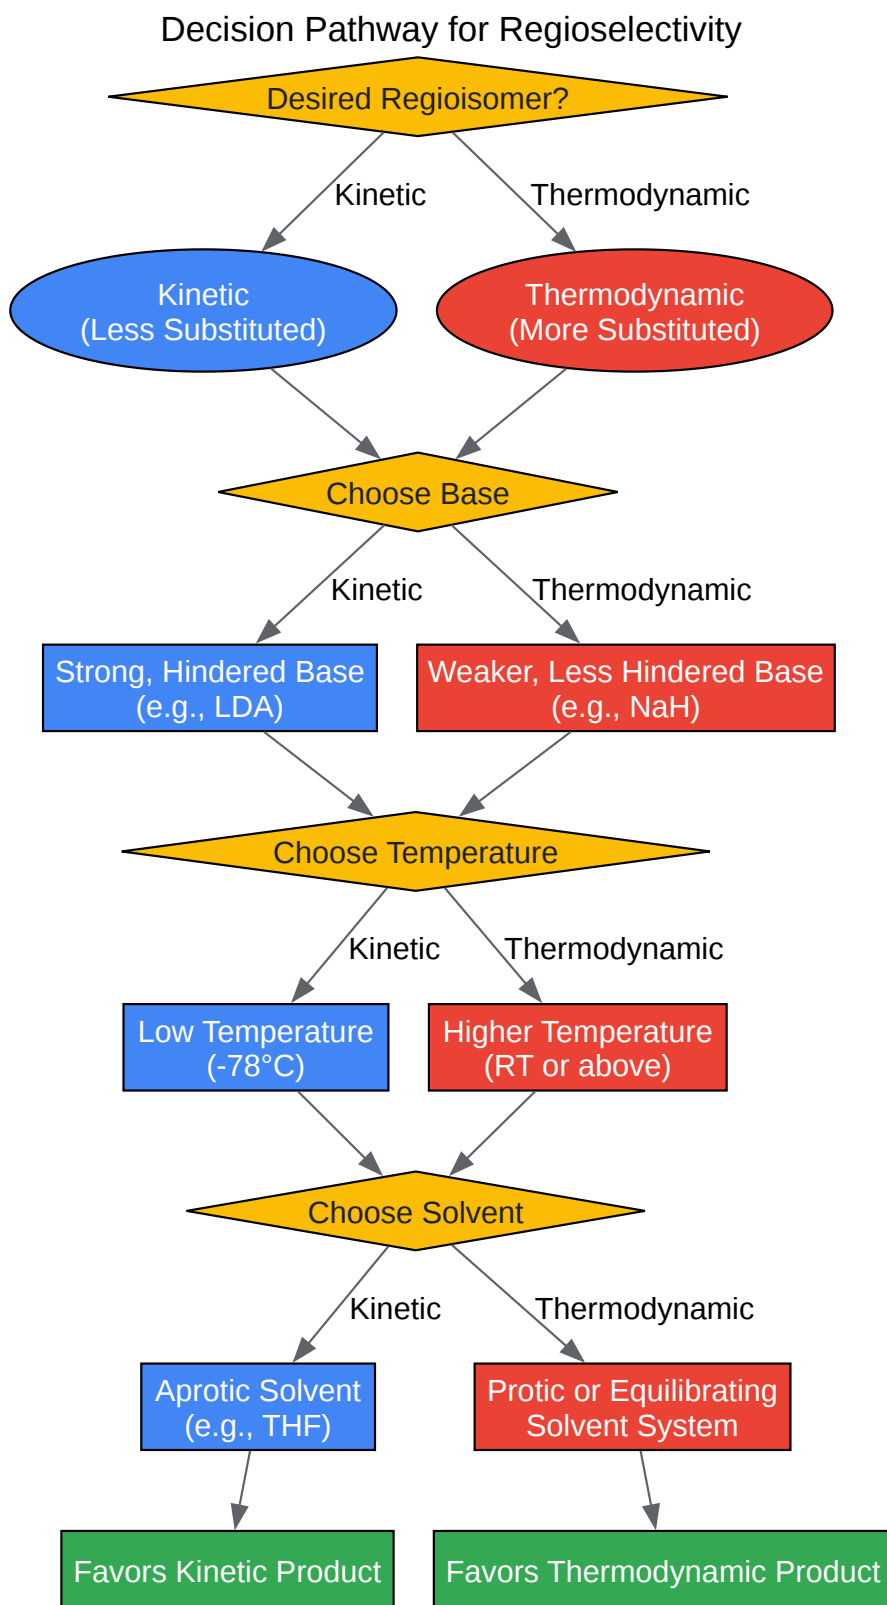 Decision Pathway for Regioselectivity
Desired Regioisomer?
Kinetic
Thermodynamic
Kinetic
(Less Substituted)
Thermodynamic
(More Substituted)
Choose Base
Kinetic
Thermodynamic
Strong, Hindered Base
(e.g., LDA)
Weaker, Less Hindered Base
(e.g., NaH)
Choose Temperature
Kinetic
Thermodynamic
Low Temperature
(-78°C)
Higher Temperature
(RT or above)
Choose Solvent
Kinetic
Thermodynamic
Aprotic Solvent
(e.g., THF)
Protic or Equilibrating
Solvent System
Favors Kinetic Product
Favors Thermodynamic Product